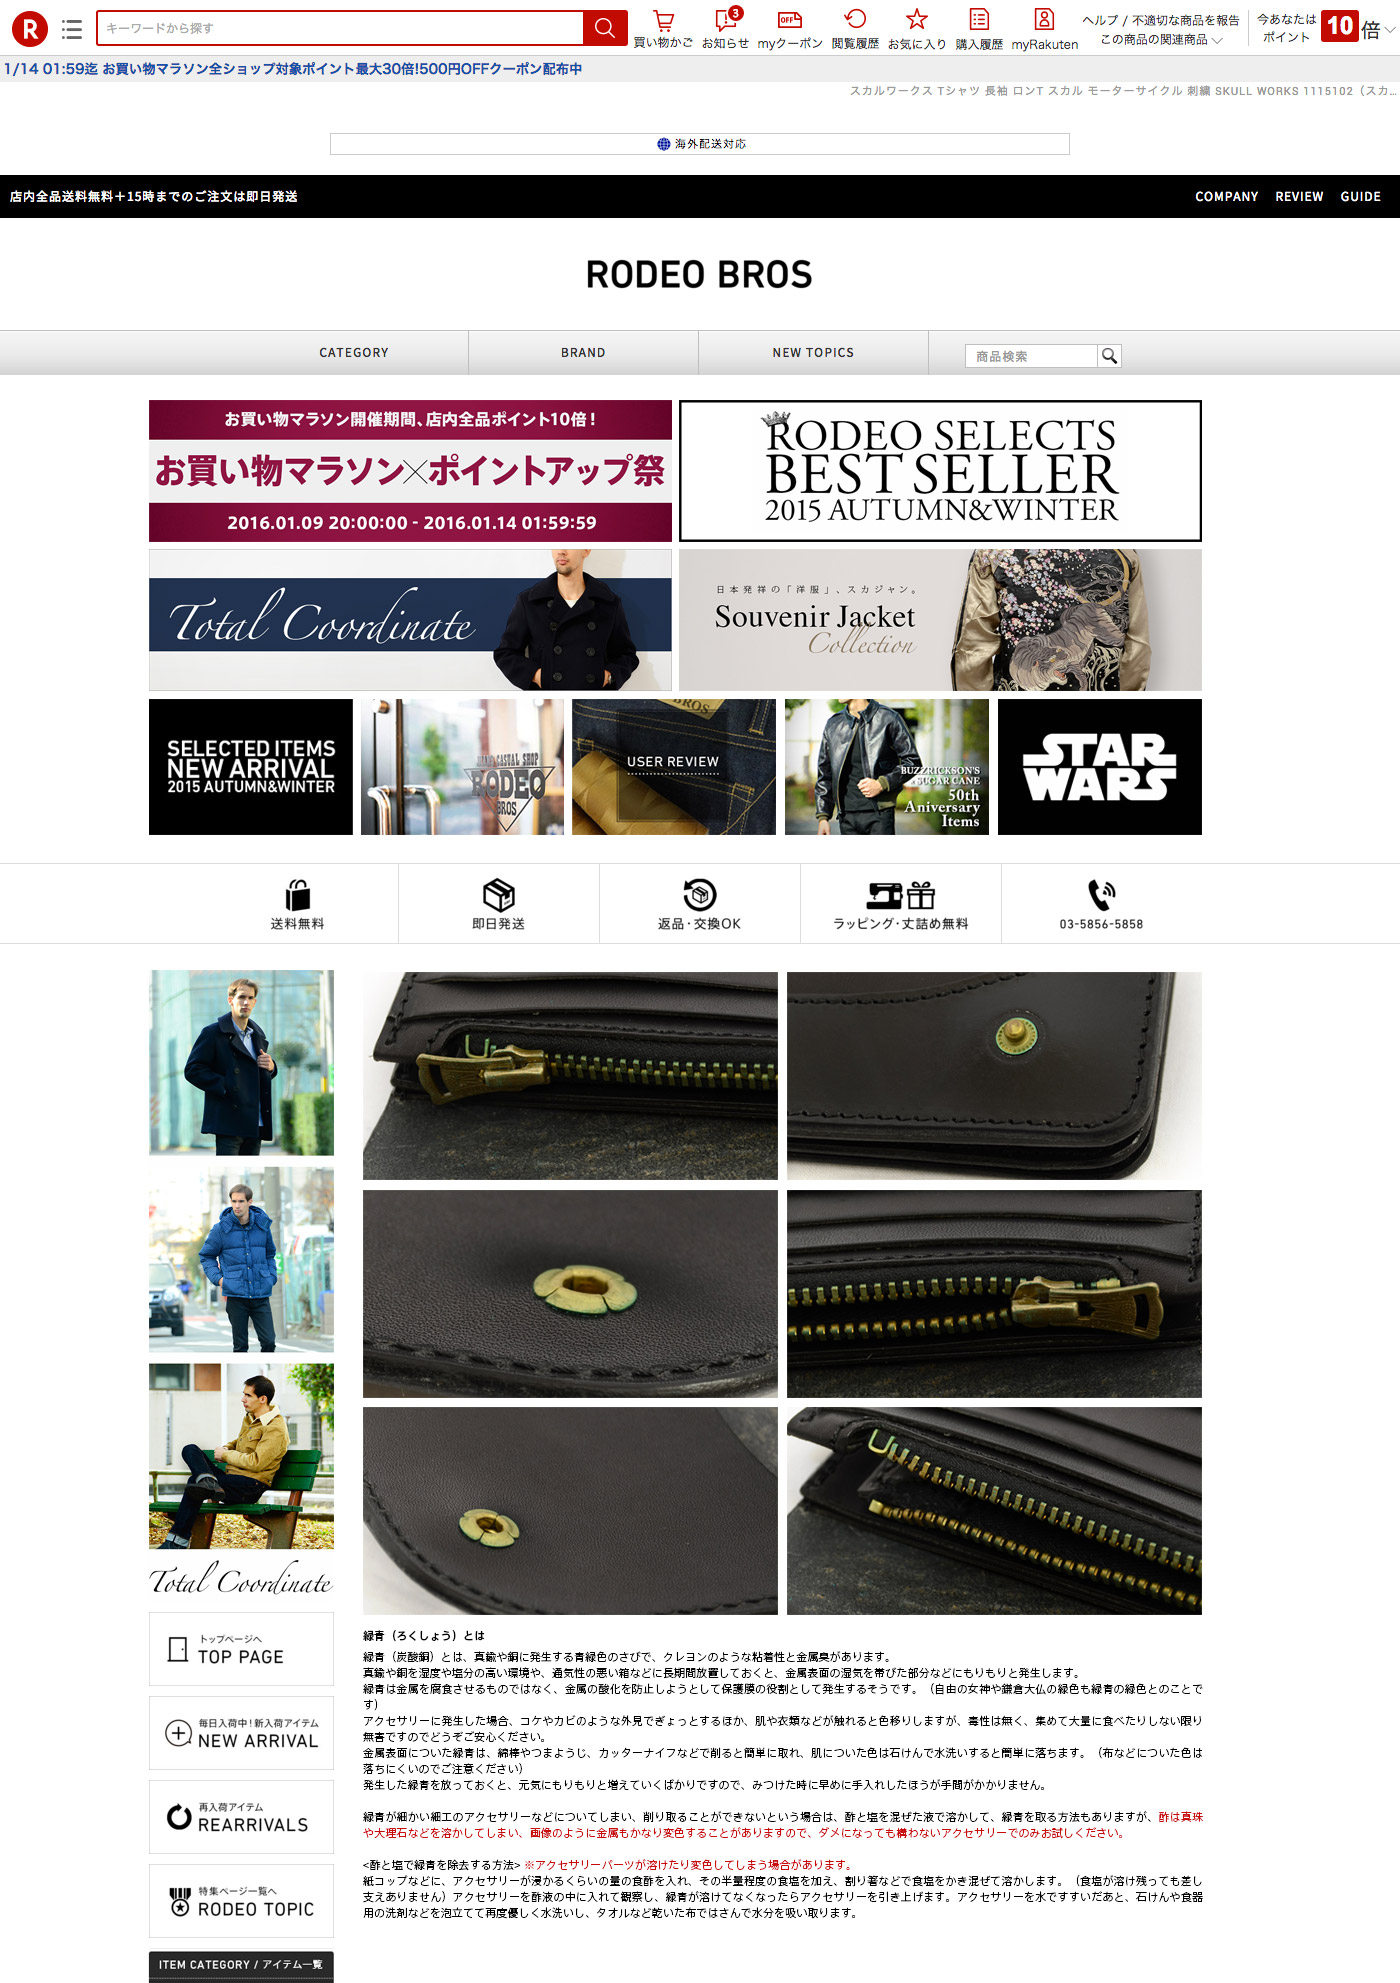 R
キーワードから探す
買い物かご
3
お知らせ
OFF
myクーポン
閲覧履歴
お気に入り
購入履歴
myRakuten
ヘルプ / 不適切な商品を報告
この商品の関連商品
今あなたは
ポイント
10倍
1/14 01:59迄 お買い物マラソン全ショップ対象ポイント最大30倍!500円OFFクーポン配布中
スカルワークス Tシャツ 長袖 ロンT スカル モーターサイクル 刺繍 SKULL WORKS 1115102（スカ...
海外配送対応
店内全品送料無料＋15時までのご注文は即日発送
COMPANY REVIEW GUIDE
RODEO BROS
CATEGORY
BRAND
NEW TOPICS
商品検索
お買い物マラソン開催期間、店内全品ポイント10倍！
お買い物マラソン×ポイントアップ祭
2016.01.09 20:00:00 - 2016.01.14 01:59:59
RODEO SELECTS
BEST SELLER
2015 AUTUMN&WINTER
Total Coordinate
日本発祥の「洋服」、スカジャン。
Souvenir Jacket
Collection
SELECTED ITEMS
NEW ARRIVAL
2015 AUTUMN&WINTER
CASUAL SHOP
RODEO
BROS
BROS.
USER REVIEW
BUZZRICKSON'S
SUGAR CANE
50th
Aniversary
Items
STAR
WARS
送料無料
即日発送
返品・交換OK
ラッピング・丈詰め無料
03-5856-5858
Total Coordinate
トップページへ
TOP PAGE
毎日入荷中！新入荷アイテム
NEW ARRIVAL
再入荷アイテム
REARRIVALS
特集ページ一覧へ
RODEO TOPIC
ITEM CATEGORY / アイテム一覧
緑青（ろくしょう）とは
緑青（炭酸銅）とは、真鍮や銅に発生する青緑色のさびで、クレヨンのような粘着性と金属臭があります。
真鍮や銅を湿度や塩分の高い環境や、通気性の悪い箱などに長期間放置しておくと、金属表面の湿気を帯びた部分などにもりもりと発生します。
緑青は金属を腐食させるものではなく、金属の酸化を防止しようとして保護膜の役割として発生するそうです。（自由の女神や鎌倉大仏の緑色も緑青の緑色とのことで
す）
アクセサリーに発生した場合、コケやカビのような外見でぎょっとするほか、肌や衣類などが触れると色移りしますが、毒性は無く、集めて大量に食べたりしない限り
無害ですのでどうぞご安心ください。
金属表面についた緑青は、綿棒やつまようじ、カッターナイフなどで削ると簡単に取れ、肌についた色は石けんで水洗いすると簡単に落ちます。（布などについた色は
落ちにくいのでご注意ください）
発生した緑青を放っておくと、元気にもりもりと増えていくばかりですので、みつけた時に早めに手入れしたほうが手間がかかりません。
緑青が細かい細工のアクセサリーなどについてしまい、削り取ることができないという場合は、酢と塩を混ぜた液で溶かして、緑青を取る方法もありますが、酢は真珠
や大理石などを溶かしてしまい、画像のように金属もかなり変色することがありますので、ダメになっても構わないアクセサリーでのみお試しください。
<酢と塩で緑青を除去する方法> ※アクセサリーパーツが溶けたり変色してしまう場合があります。
紙コップなどに、アクセサリーが浸かるくらいの量の食酢を入れ、その半量程度の食塩を加え、割り箸などで食塩をかき混ぜて溶かします。（食塩が溶け残っても差し
支えありません）アクセサリーを酢液の中に入れて観察し、緑青が溶けてなくなったらアクセサリーを引き上げます。アクセサリーを水ですすいだあと、石けんや食器
用の洗剤などを泡立てて再度優しく水洗いし、タオルなど乾いた布ではさんで水分を吸い取ります。